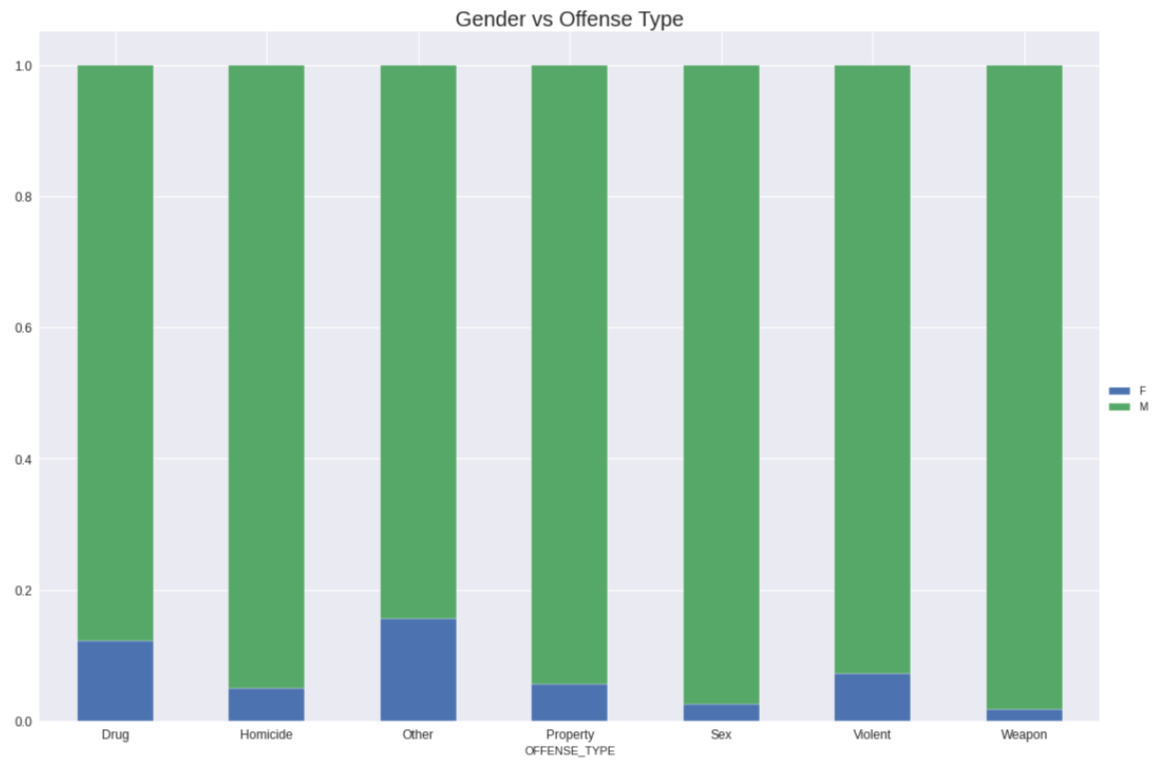 Gender vs Offense Type
1.0
0.8
0.6
0.4
0.2
0.0
F
M
Drug Homicide Other Property Sex Violent Weapon
OFFENSE_TYPE